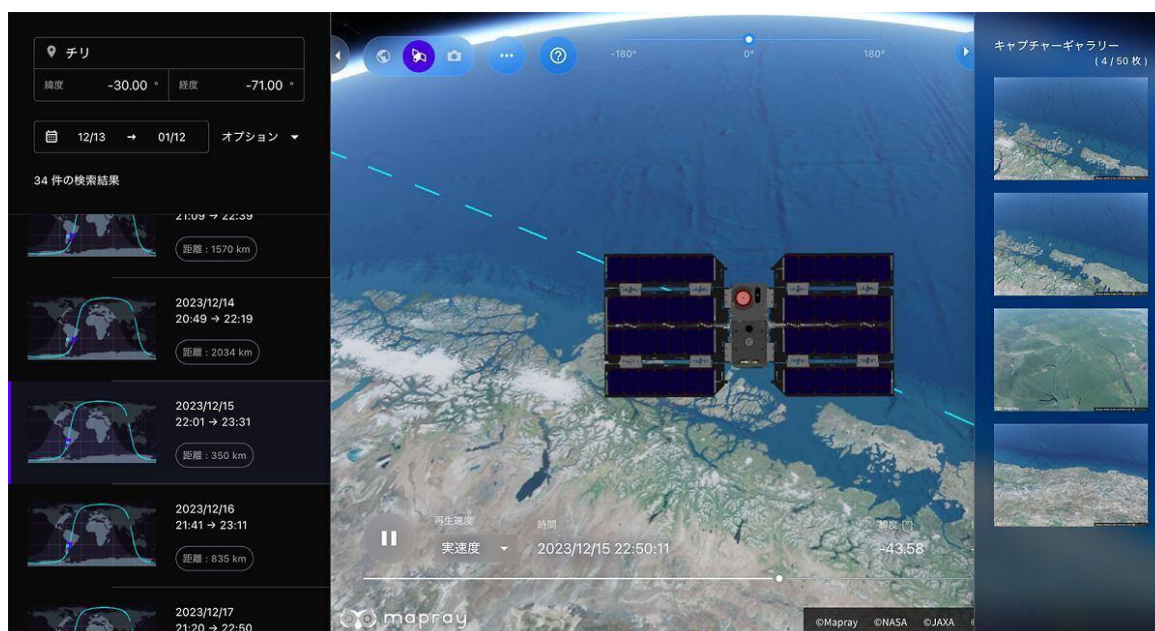 チリ
緯度 -30.00 ° 経度 -71.00 °
12/13 → 01/12 オプション
34 件の検索結果
21:09 → 22:39
距離 : 1570 km
2023/12/14
20:49 → 22:19
距離 : 2034 km
2023/12/15
22:01 → 23:31
距離 : 350 km
2023/12/16
21:41 → 23:11
距離 : 835 km
2023/12/17
21:20 → 22:50
-180° 0° 180°
再生速度 時間 緯度 [°]
実速度 2023/12/15 22:50:11 -43.58
mapray
©Mapray ©NASA ©JAXA
キャプチャーギャラリー
( 4 / 50 枚 )